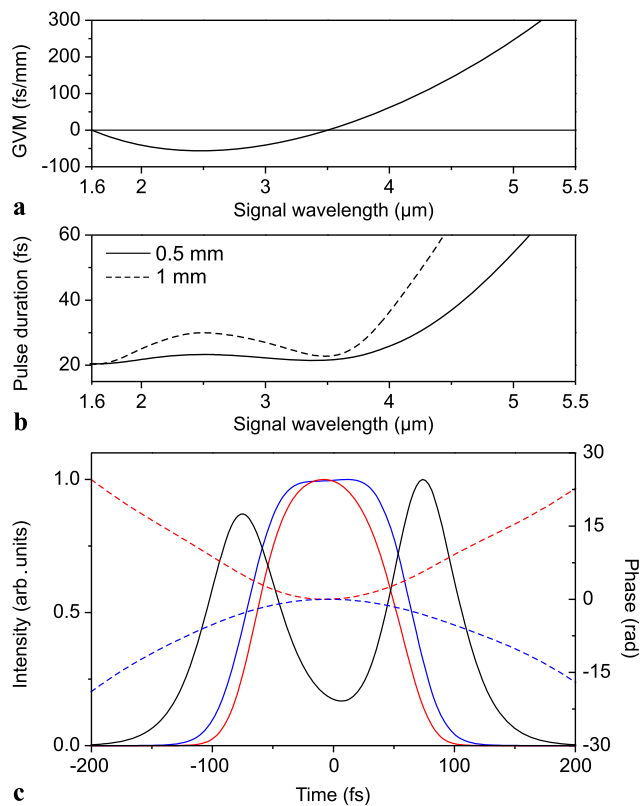 300
200
100
0
-100
GVM (fs/mm)
1.6 2 3 4 5 5.5
Signal wavelength (µm)
a
60
40
20
Pulse duration (fs)
0.5 mm
1 mm
1.6 2 3 4 5 5.5
Signal wavelength (µm)
b
1.0
0.5
0.0
Intensity (arb. units)
30
15
0
-15
-30
Phase (rad)
-200 -100 0 100 200
Time (fs)
c